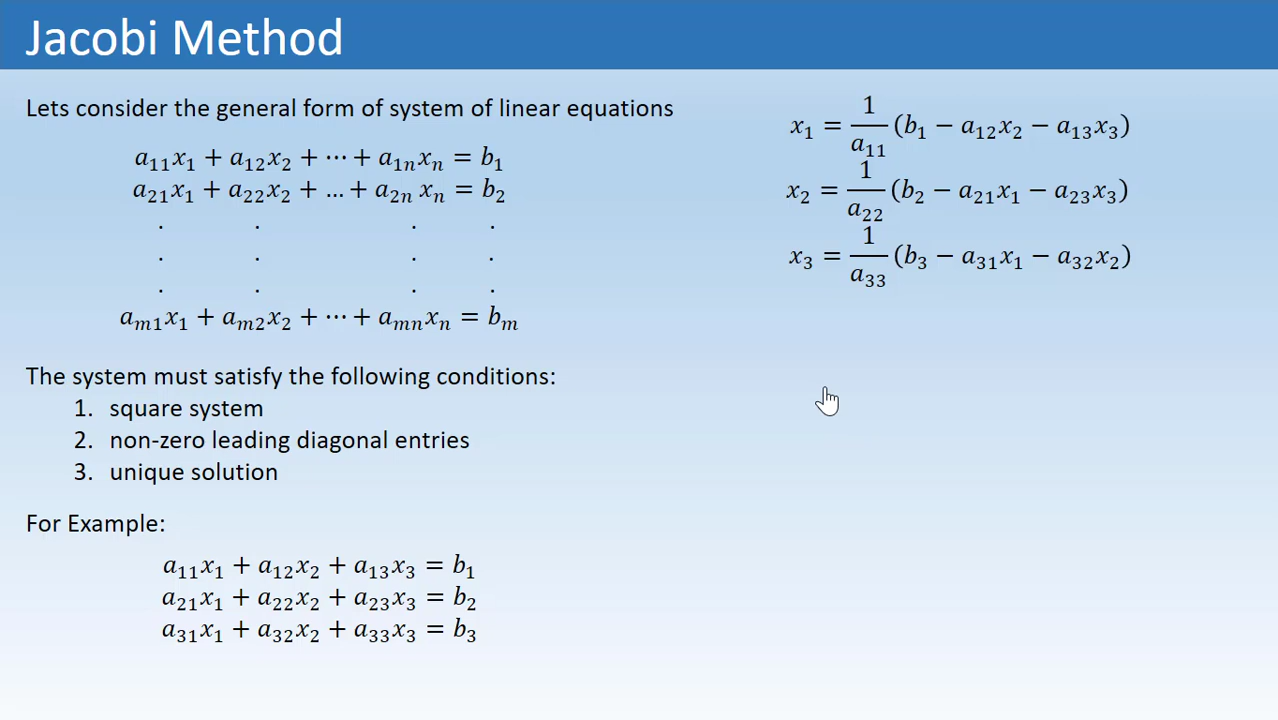 Jacobi Method
Lets consider the general form of system of linear equations
a₁₁x₁ + a₁₂x₂ + ⋯ + a₁ₙxₙ = b₁
a₂₁x₁ + a₂₂x₂ + … + a₂ₙ xₙ = b₂
. . . .
. . . .
. . . .
aₘ₁x₁ + aₘ₂x₂ + ⋯ + aₘₙxₙ = bₘ
The system must satisfy the following conditions:
1. square system
2. non-zero leading diagonal entries
3. unique solution
For Example:
a₁₁x₁ + a₁₂x₂ + a₁₃x₃ = b₁
a₂₁x₁ + a₂₂x₂ + a₂₃x₃ = b₂
a₃₁x₁ + a₃₂x₂ + a₃₃x₃ = b₃
x₁ = 1/a₁₁ (b₁ − a₁₂x₂ − a₁₃x₃)
x₂ = 1/a₂₂ (b₂ − a₂₁x₁ − a₂₃x₃)
x₃ = 1/a₃₃ (b₃ − a₃₁x₁ − a₃₂x₂)